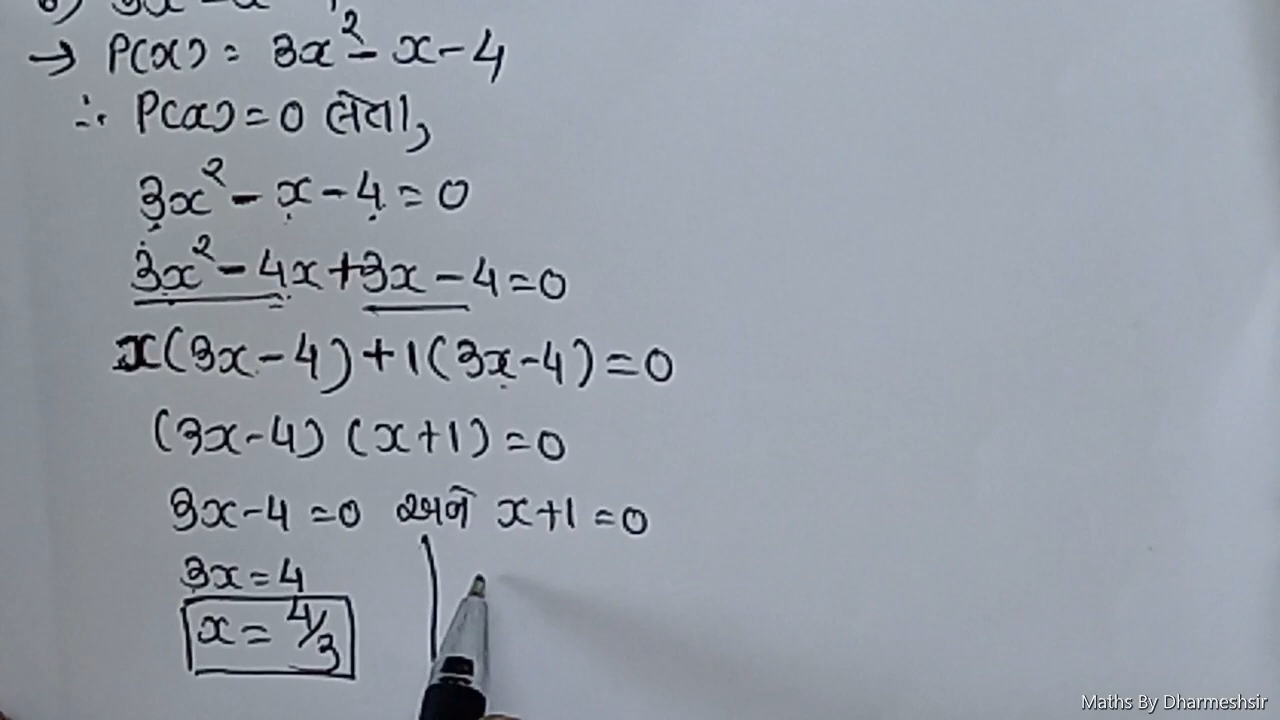 → P(x) = 3x² - x - 4
∴ P(x) = 0 લેતા,
3x² - x - 4 = 0
3x² - 4x + 3x - 4 = 0
x(3x - 4) + 1(3x - 4) = 0
(3x - 4) (x + 1) = 0
3x - 4 = 0 અને x + 1 = 0
3x = 4
x = 4/3
Maths By Dharmeshsir